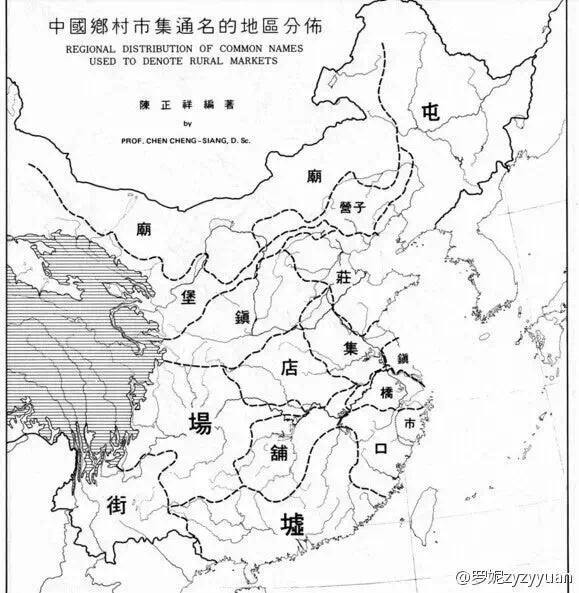 中國鄉村市集通名的地區分佈
REGIONAL DISTRIBUTION OF COMMON NAMES
USED TO DENOTE RURAL MARKETS
陳正祥編著
by
PROF. CHEN CHENG-SIANG, D. Sc.
屯
廟
營子
廟
堡
莊
鎭
集
鎭
店
橋
場
市
舖
口
街
墟
@罗妮zyzyyuan